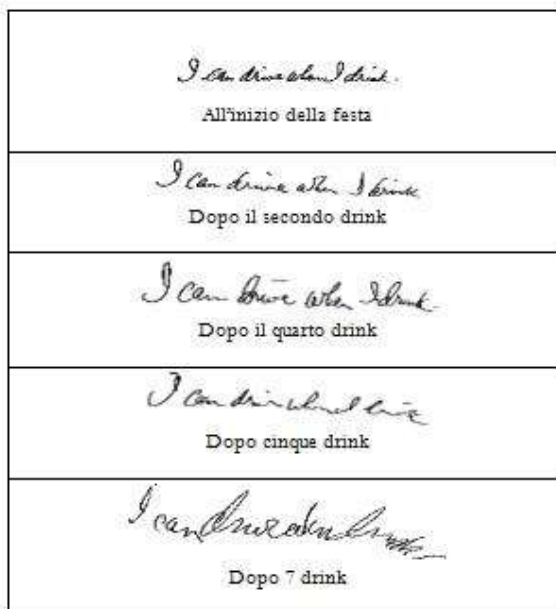 I can drive when I drink.
All'inizio della festa
I can drive when I drink
Dopo il secondo drink
I can drive when I drink.
Dopo il quarto drink
I can when I
Dopo cinque drink
I can
Dopo 7 drink